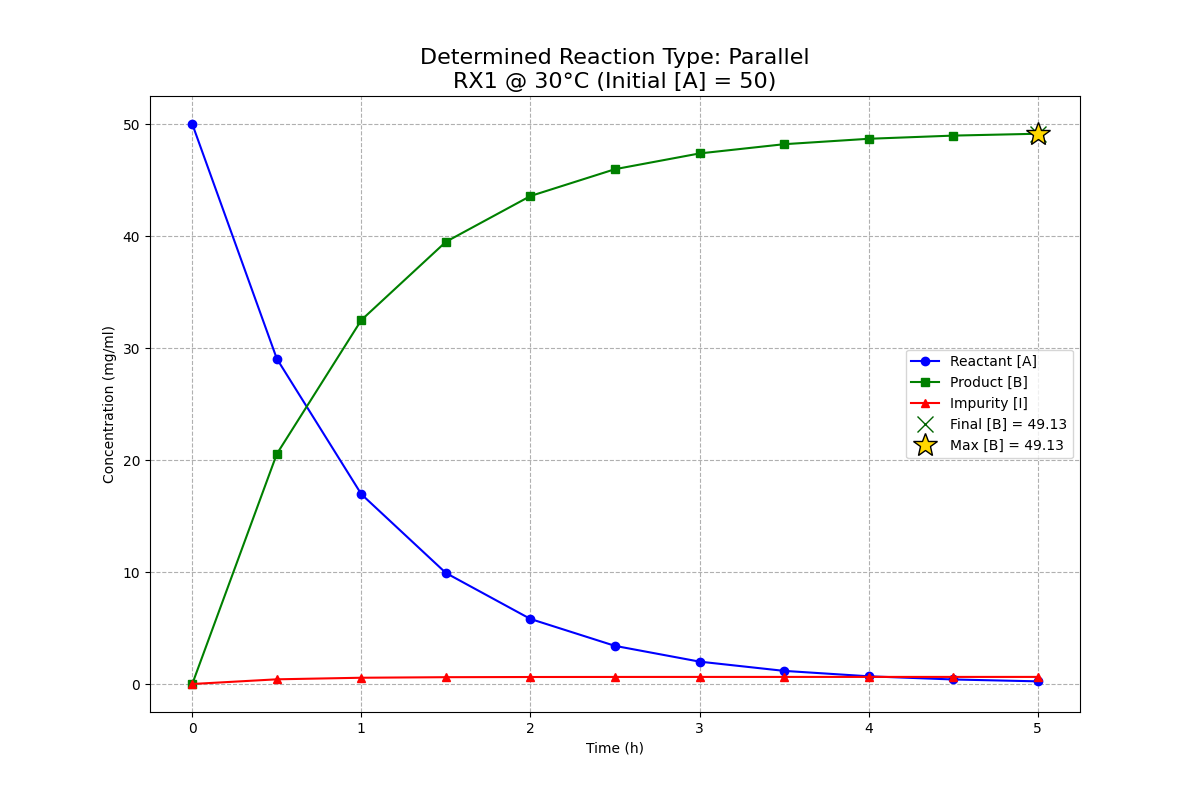 Determined Reaction Type: Parallel
RX1 @ 30°C (Initial [A] = 50)
Concentration (mg/ml)
50
40
30
20
10
0
Reactant [A]
Product [B]
Impurity [I]
Final [B] = 49.13
Max [B] = 49.13
0 1 2 3 4 5
Time (h)